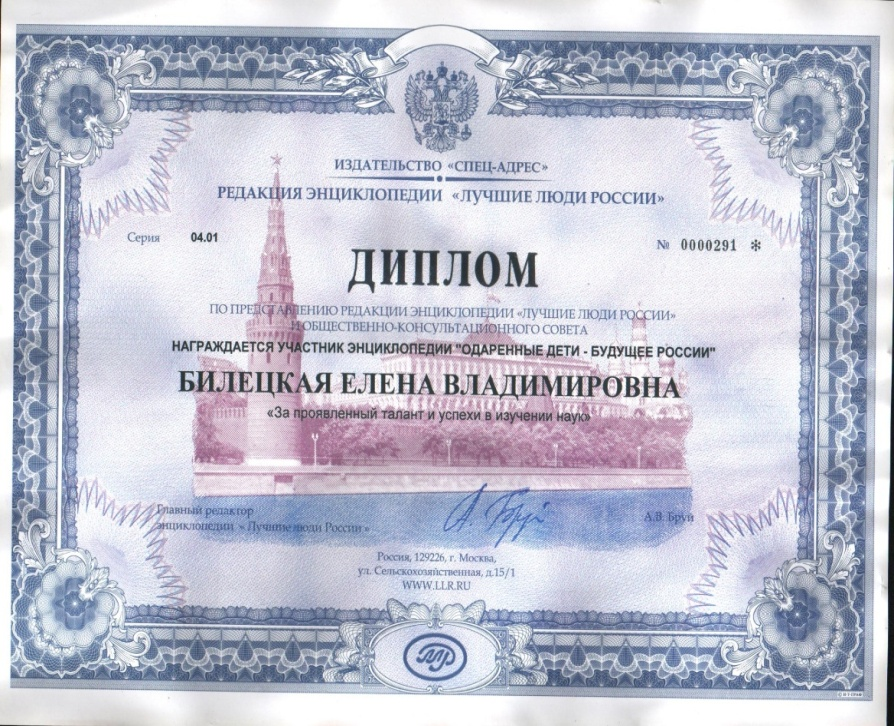 ИЗДАТЕЛЬСТВО «СПЕЦ-АДРЕС»
РЕДАКЦИЯ ЭНЦИКЛОПЕДИИ «ЛУЧШИЕ ЛЮДИ РОССИИ»
Серия 04.01 № 0000291 *
ДИПЛОМ
ПО ПРЕДСТАВЛЕНИЮ РЕДАКЦИИ ЭНЦИКЛОПЕДИИ «ЛУЧШИЕ ЛЮДИ РОССИИ»
И ОБЩЕСТВЕННО-КОНСУЛЬТАЦИОННОГО СОВЕТА
НАГРАЖДАЕТСЯ УЧАСТНИК ЭНЦИКЛОПЕДИИ "ОДАРЕННЫЕ ДЕТИ - БУДУЩЕЕ РОССИИ"
БИЛЕЦКАЯ ЕЛЕНА ВЛАДИМИРОВНА
«За проявленный талант и успехи в изучении наук»
Главный редактор
энциклопедии «Лучшие люди России»
А.В. Брун
Россия, 129226, г. Москва,
ул. Сельскохозяйственная, д.15/1
WWW.LLR.RU